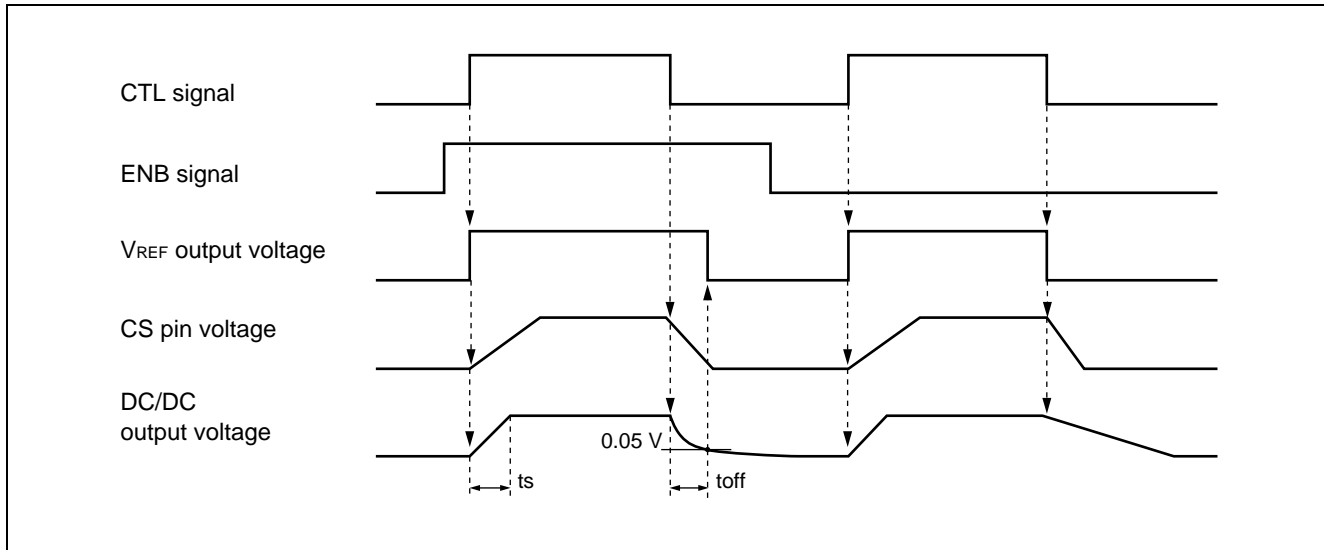 CTL signal
ENB signal
VREF output voltage
CS pin voltage
DC/DC
output voltage
0.05 V
ts
toff